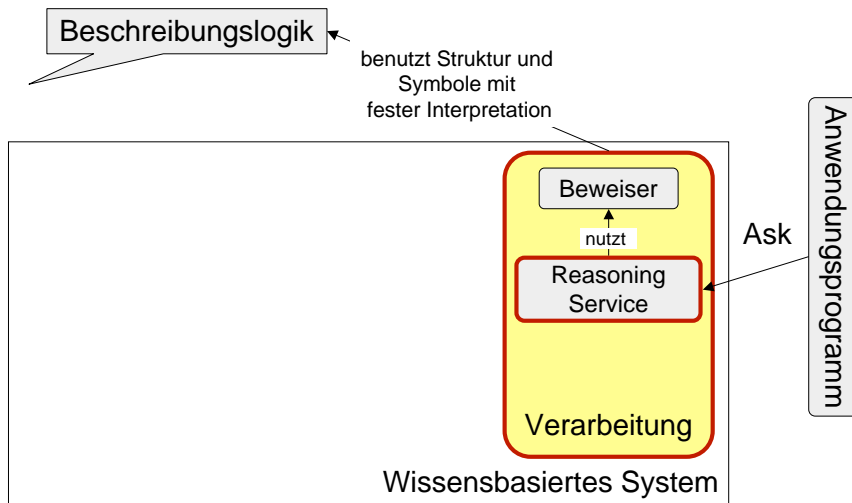 Beschreibungslogik
benutzt Struktur und
Symbole mit
fester Interpretation
Anwendungsprogramm
Beweiser
nutzt
Ask
Reasoning
Service
Verarbeitung
Wissensbasiertes System